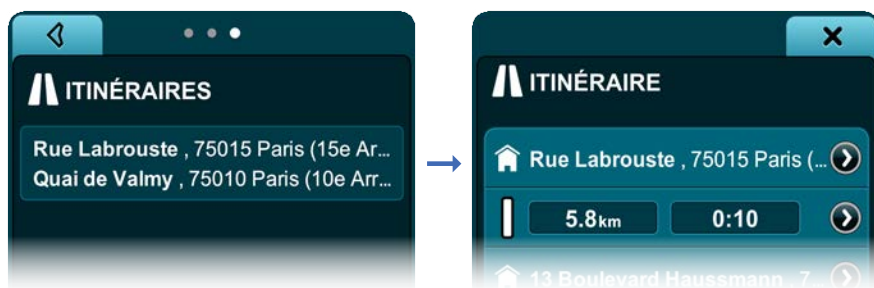 ITINÉRAIRES
Rue Labrouste , 75015 Paris (15e Ar...
Quai de Valmy , 75010 Paris (10e Arr...
ITINÉRAIRE
Rue Labrouste , 75015 Paris (...
5.8km 0:10
13 Boulevard Haussmann , 7...